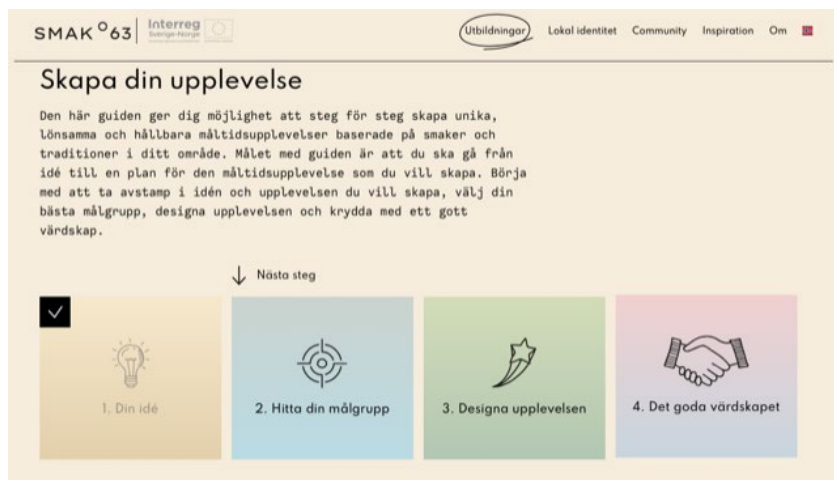 SMAK°63
Interreg
Sverige-Norge
Utbildningar Lokal identitet Community Inspiration Om
Skapa din upplevelse
Den här guiden ger dig möjlighet att steg för steg skapa unika,
lönsamma och hållbara måltidsupplevelser baserade på smaker och
traditioner i ditt område. Målet med guiden är att du ska gå från
idé till en plan för den måltidsupplevelse som du vill skapa. Börja
med att ta avstamp i idén och upplevelsen du vill skapa, välj din
bästa målgrupp, designa upplevelsen och krydda med ett gott
värdskap.
Nästa steg
1. Din idé
2. Hitta din målgrupp
3. Designa upplevelsen
4. Det goda värdskapet